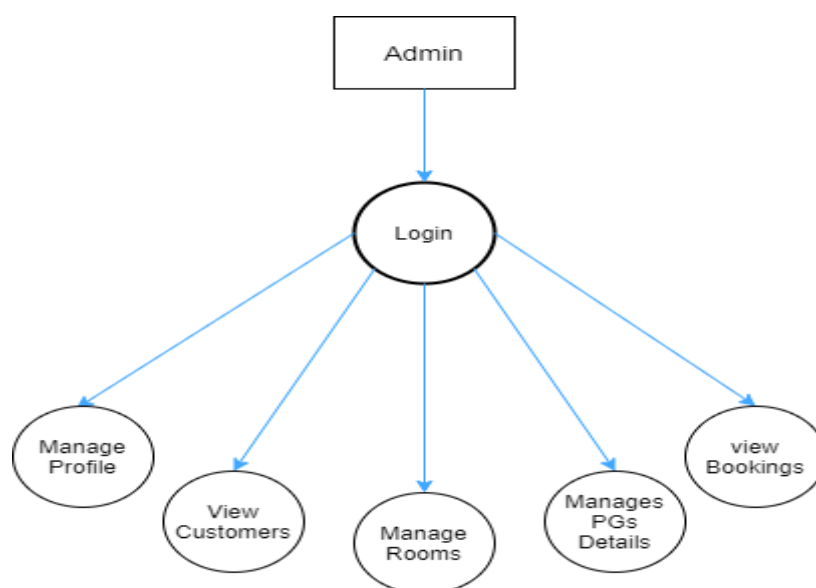 Admin
Login
Manage
Profile
View
Customers
Manage
Rooms
Manages
PGs
Details
view
Bookings